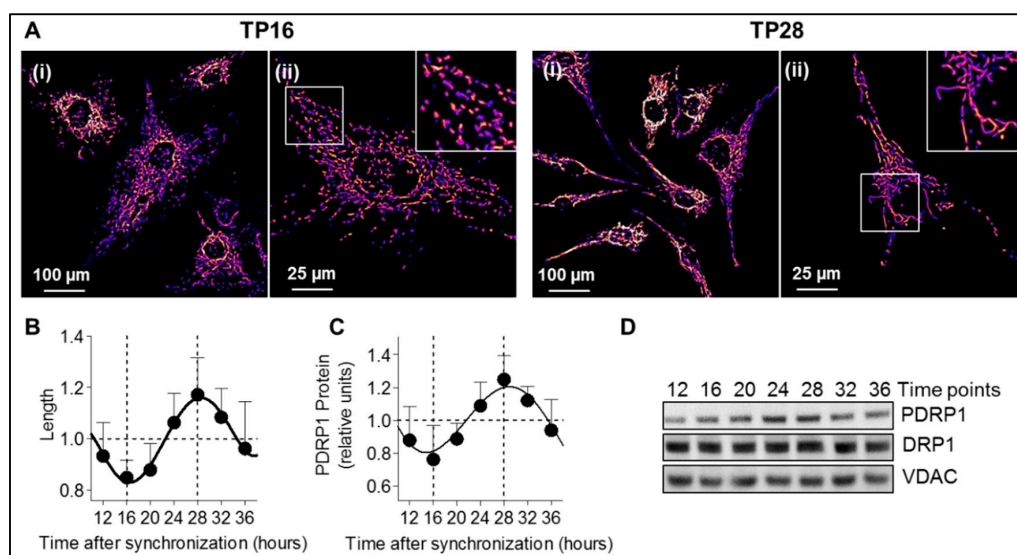 A
TP16
TP28
(i)
(ii)
(i)
(ii)
100 µm
25 µm
100 µm
25 µm
B
1.4
1.2
1.0
0.8
Length
12 16 20 24 28 32 36
Time after synchronization (hours)
C
1.4
1.2
1.0
0.8
0.6
PDRP1 Protein
(relative units)
12 16 20 24 28 32 36
Time after synchronization (hours)
D
12 16 20 24 28 32 36 Time points
PDRP1
DRP1
VDAC